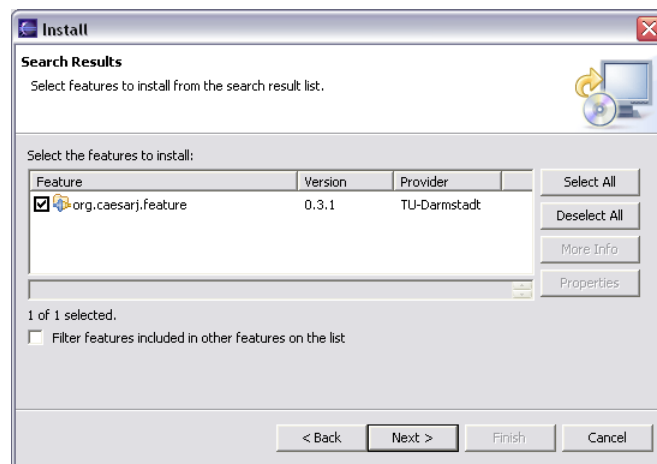 Install
Search Results
Select features to install from the search result list.
Select the features to install:
Feature Version Provider
org.caesarj.feature 0.3.1 TU-Darmstadt
Select All
Deselect All
More Info
Properties
1 of 1 selected.
Filter features included in other features on the list
< Back Next > Finish Cancel